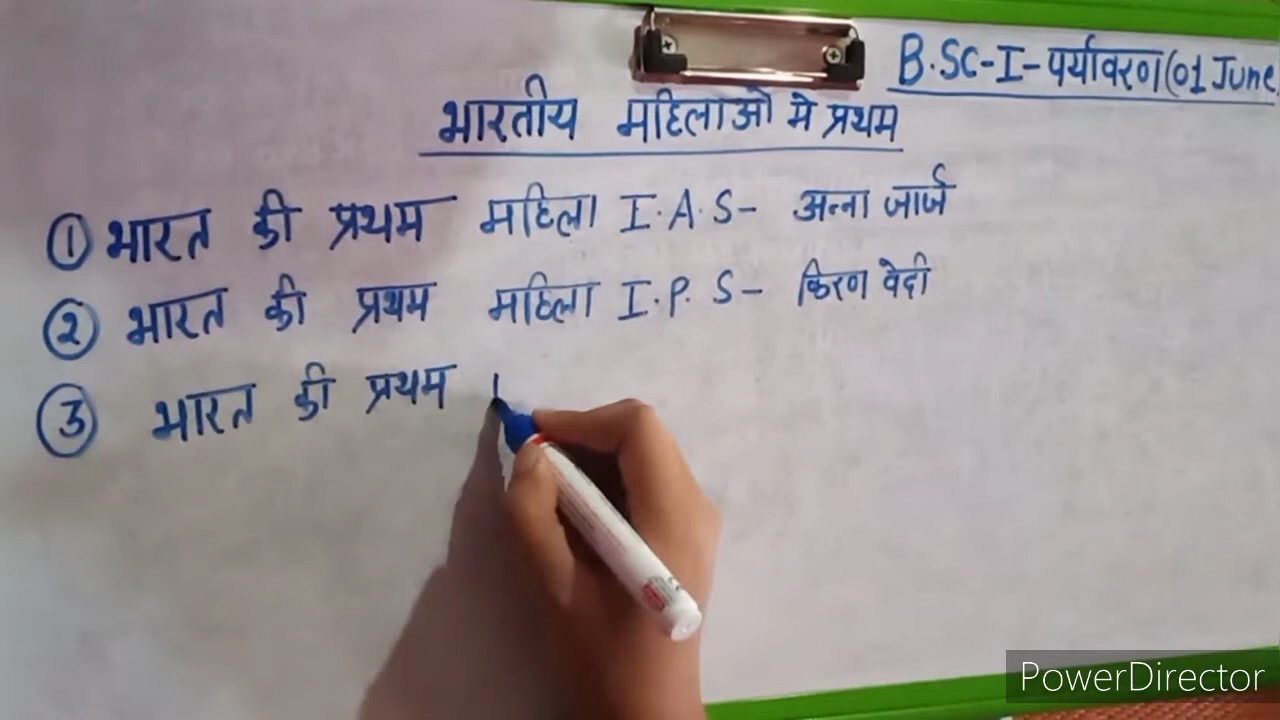 B.Sc-I-पर्यावरण(01 June
भारतीय महिलाओ मे प्रथम
① भारत की प्रथम महिला I.A.S- अन्ना जार्ज
② भारत की प्रथम महिला I.P.S- किरण वेदी
③ भारत की प्रथम
PowerDirector